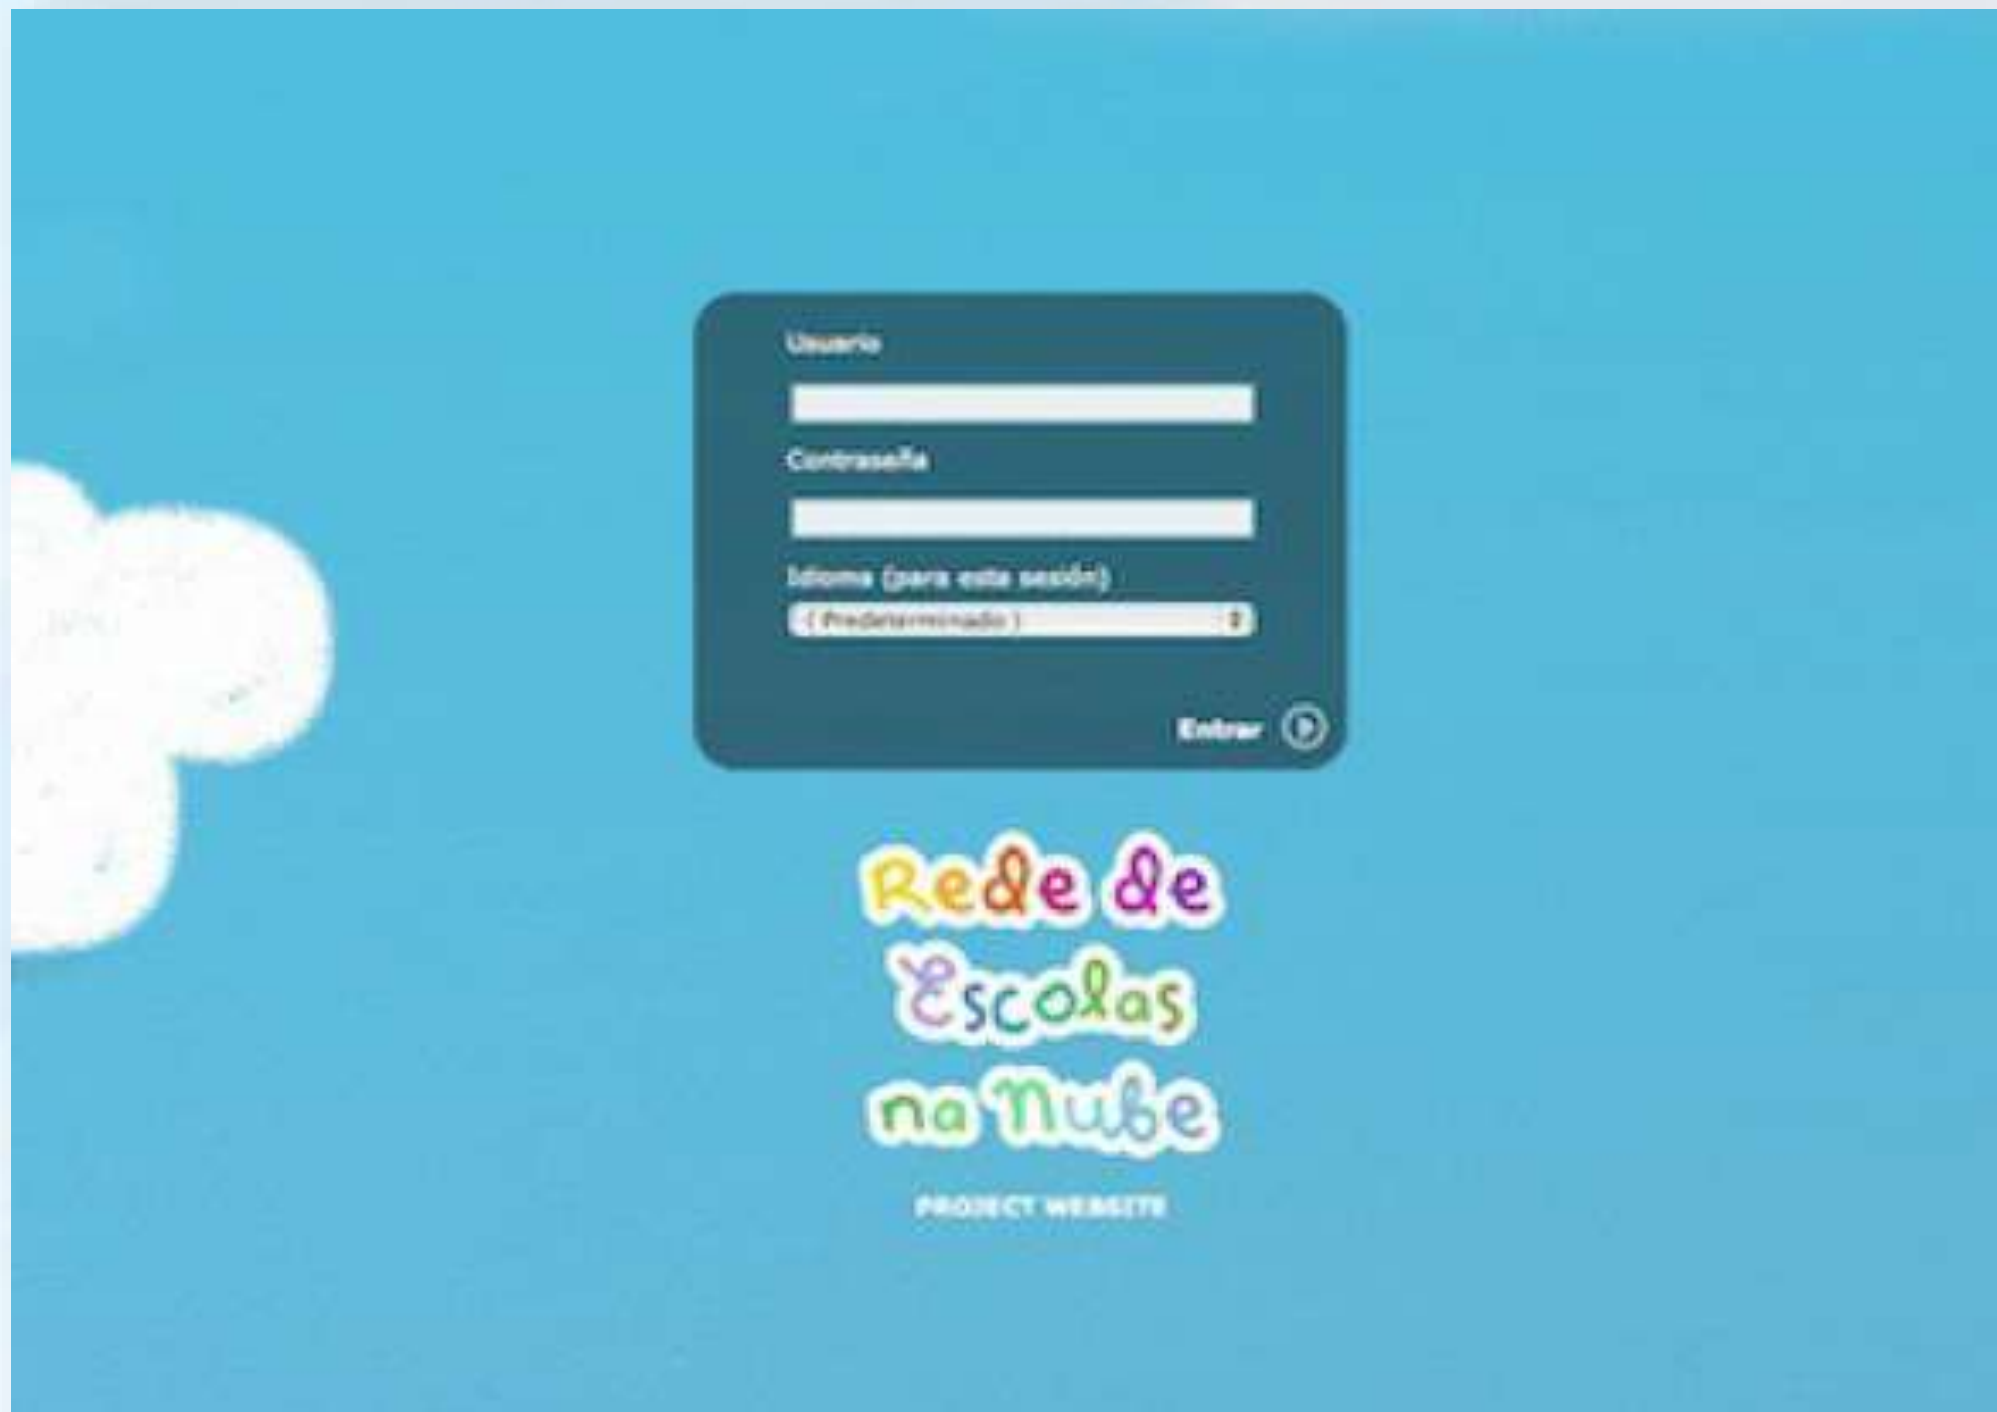 Usuario
Contraseña
Idioma (para esta sesión)
( Predeterminado )
Entrar
Rede de
Escolas
na Nube
PROJECT WEBSITE